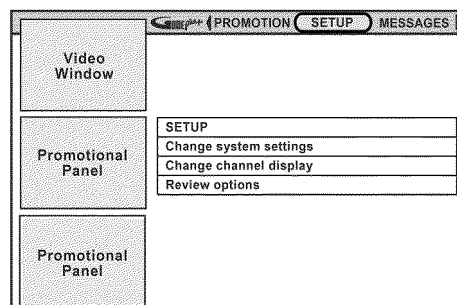 PROMOTION SETUP MESSAGES
Video
Window
Promotional
Panel
SETUP
Change system settings
Change channel display
Review options
Promotional
Panel